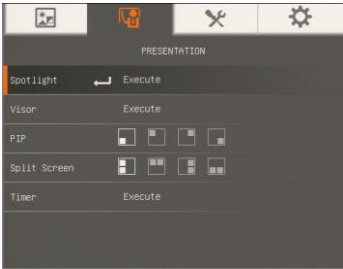 PRESENTATION
Spotlight Execute
Visor Execute
PIP
Split Screen
Timer Execute